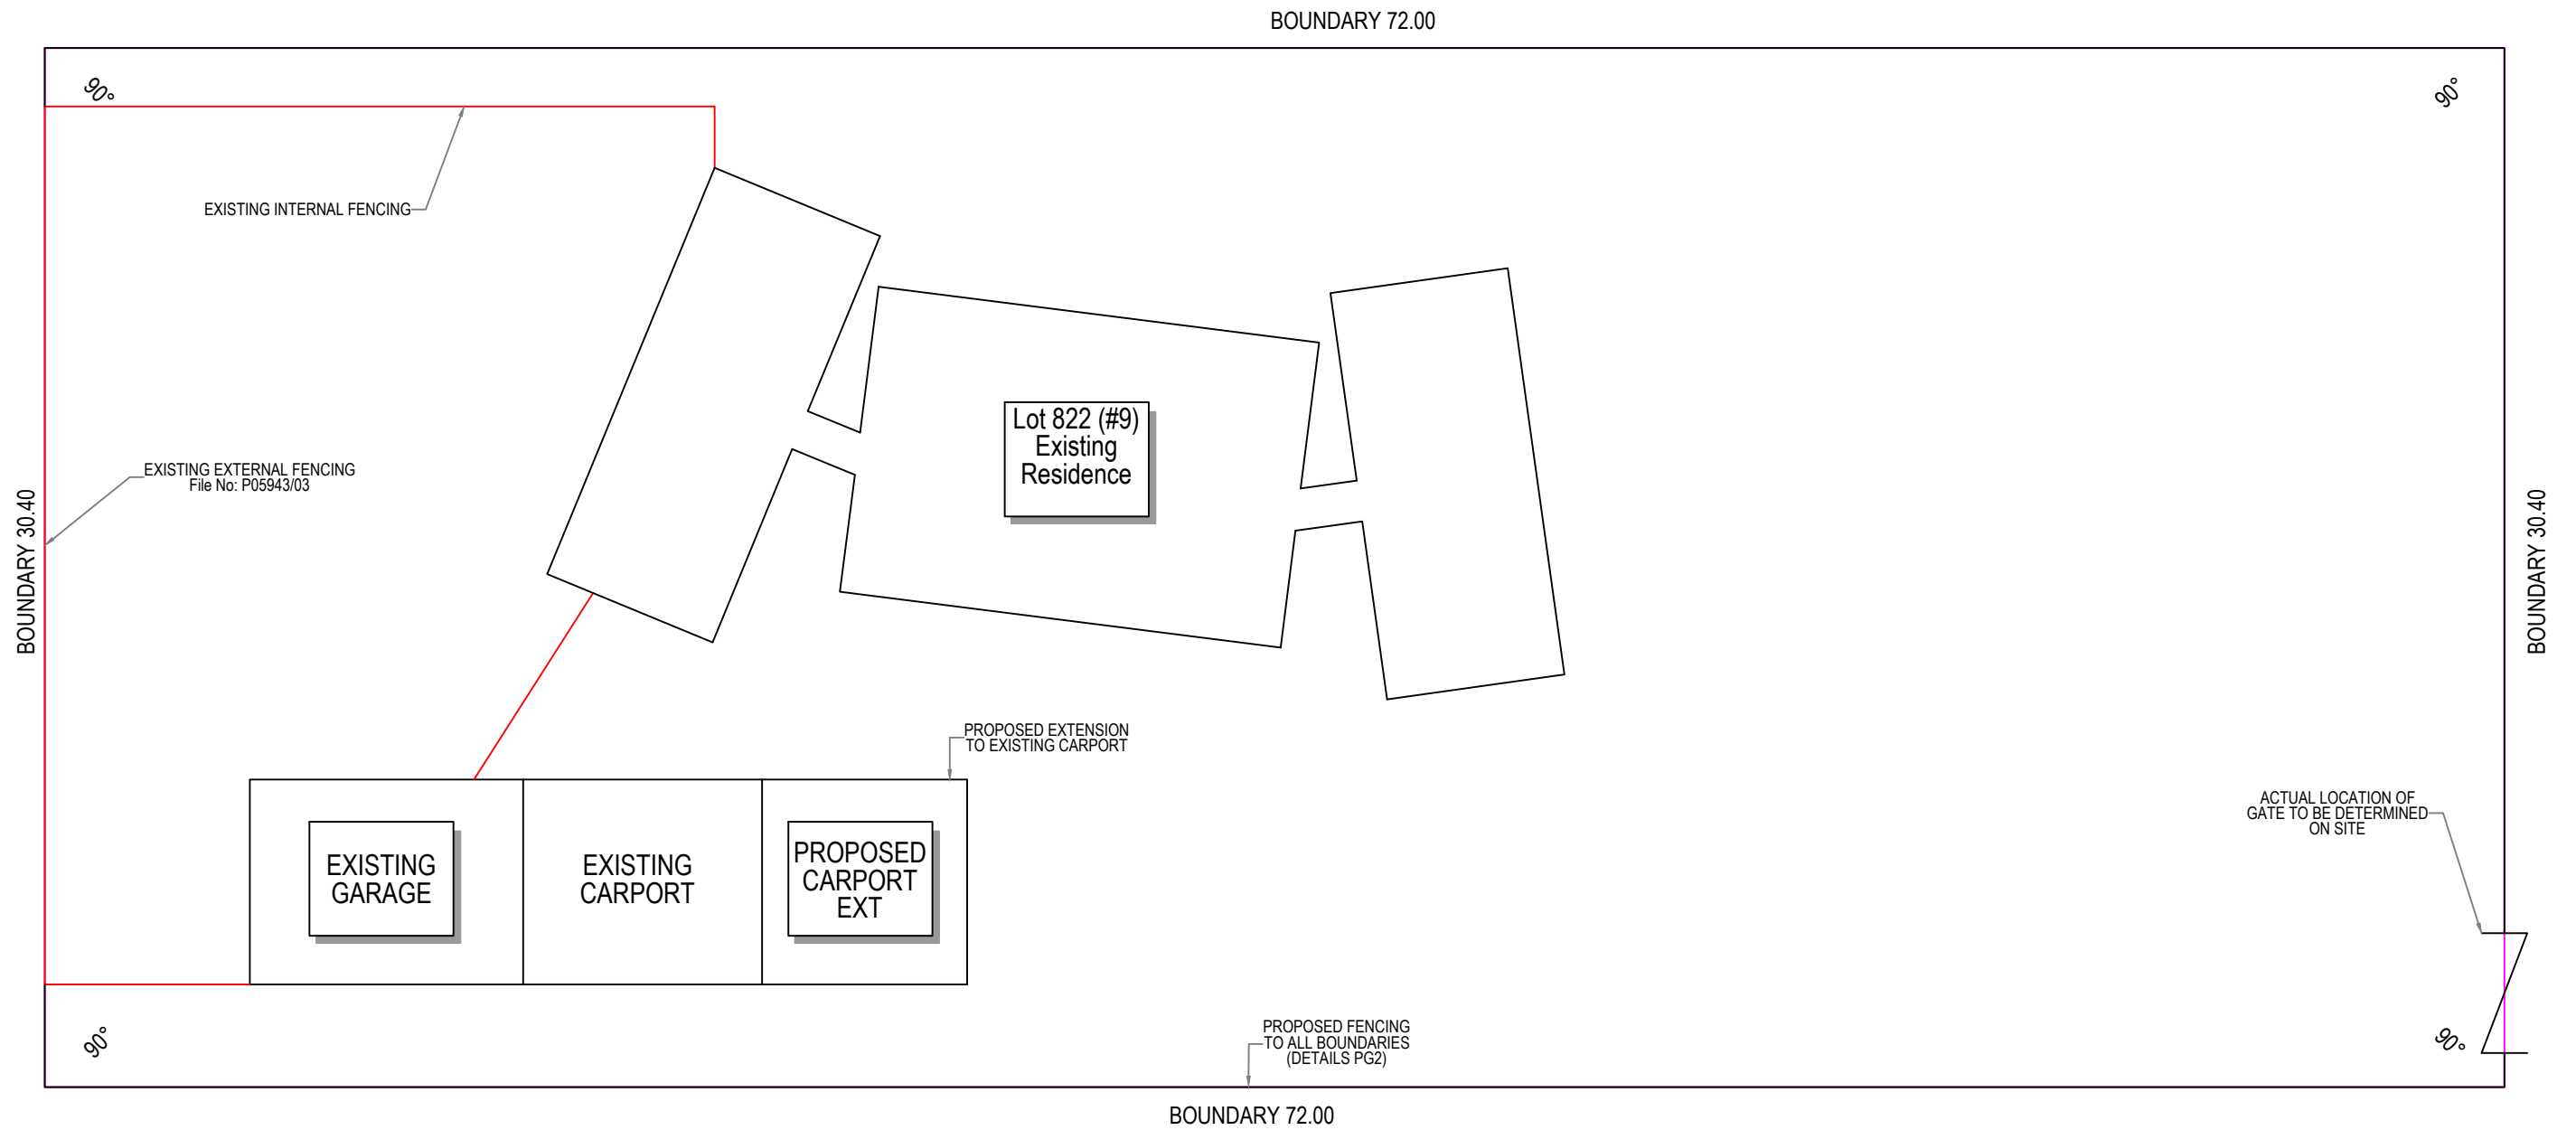 BOUNDARY 72.00
90°
90°
EXISTING INTERNAL FENCING
Lot 822 (#9)
Existing
Residence
EXISTING EXTERNAL FENCING
File No: P05943/03
BOUNDARY 30.40
BOUNDARY 30.40
PROPOSED EXTENSION
TO EXISTING CARPORT
ACTUAL LOCATION OF
GATE TO BE DETERMINED
ON SITE
EXISTING
GARAGE
EXISTING
CARPORT
PROPOSED
CARPORT
EXT
PROPOSED FENCING
TO ALL BOUNDARIES
(DETAILS PG2)
90°
90°
BOUNDARY 72.00